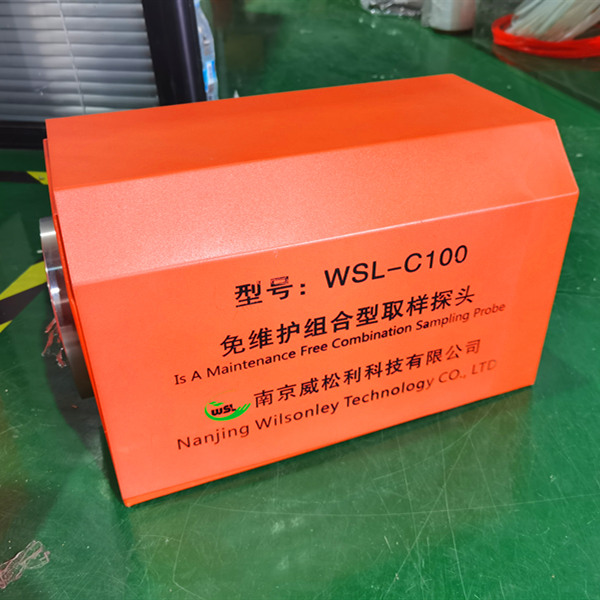 型号：WSL-C100
免维护组合型取样探头
Is A Maintenance Free Combination Sampling Probe
WSL 南京威松利科技有限公司
Nanjing Wilsonley Technology CO., LTD